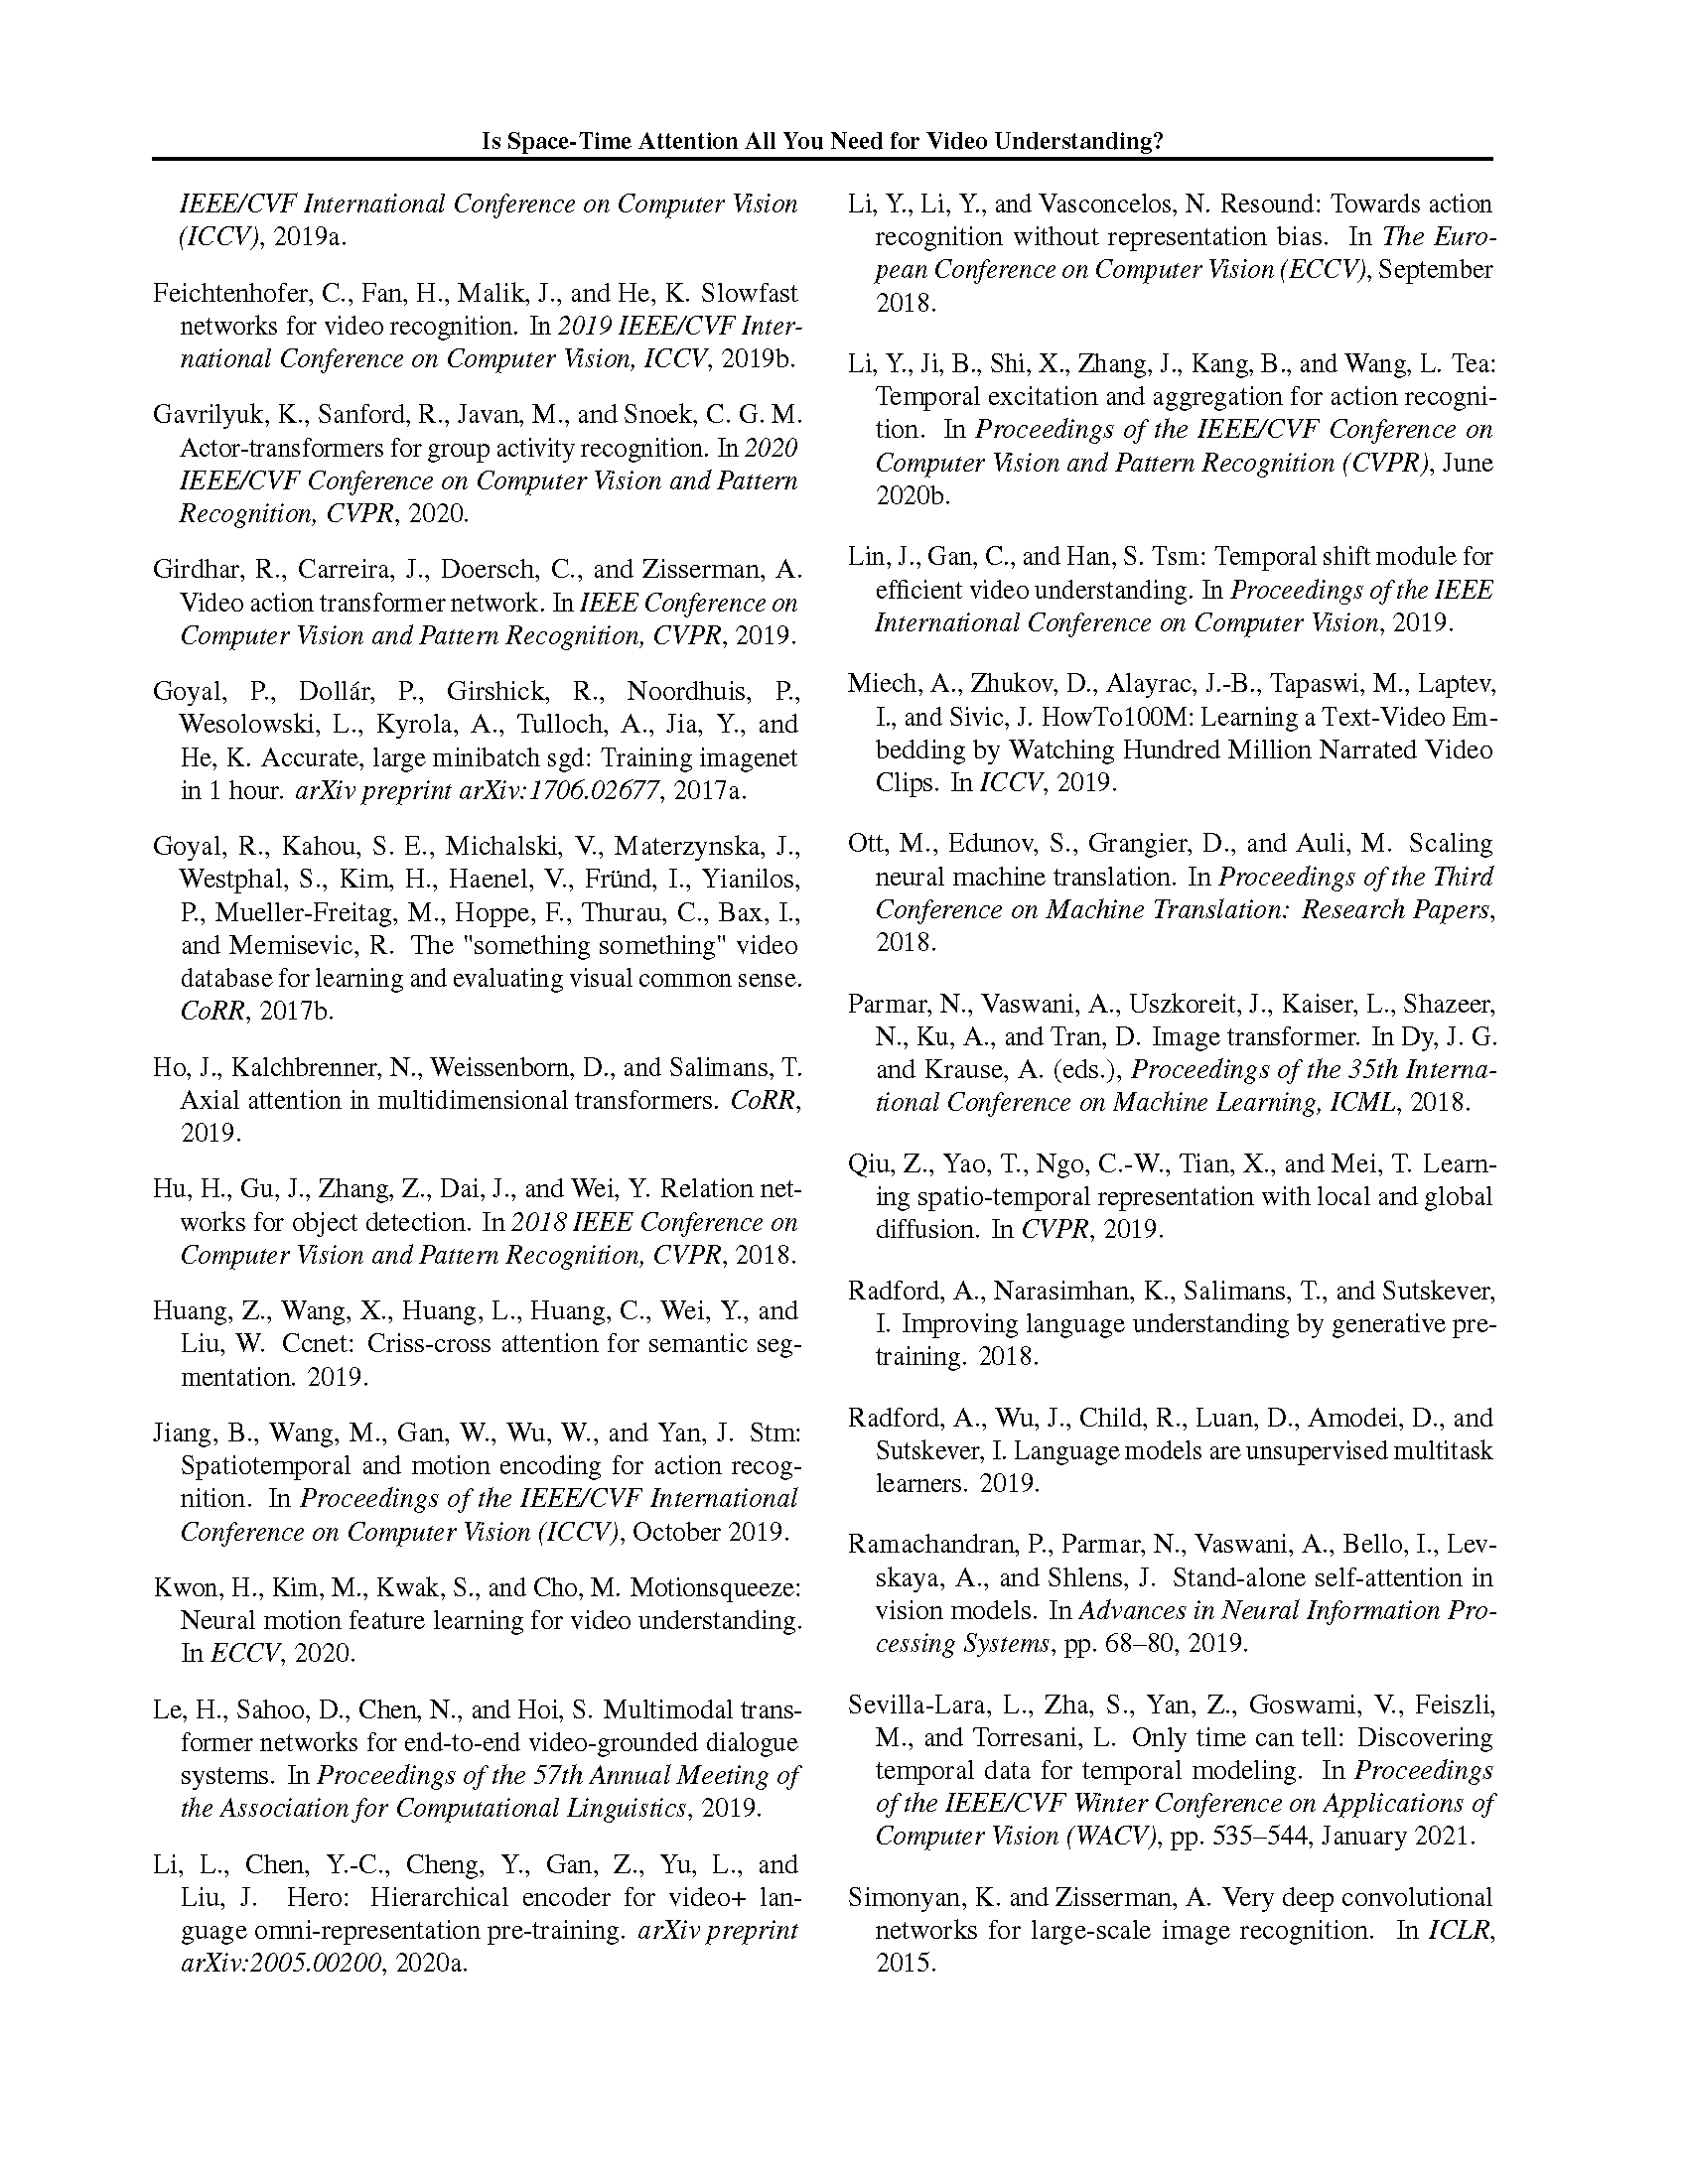 Is Space-Time Attention All You Need for Video Understanding?
IEEE/CVF International Conference on Computer Vision
(ICCV), 2019a.
Feichtenhofer, C., Fan, H., Malik, J., and He, K. Slowfast
networks for video recognition. In 2019 IEEE/CVF Inter-
national Conference on Computer Vision, ICCV, 2019b.
Gavrilyuk, K., Sanford, R., Javan, M., and Snoek, C. G. M.
Actor-transformers for group activity recognition. In 2020
IEEE/CVF Conference on Computer Vision and Pattern
Recognition, CVPR, 2020.
Girdhar, R., Carreira, J., Doersch, C., and Zisserman, A.
Video action transformer network. In IEEE Conference on
Computer Vision and Pattern Recognition, CVPR, 2019.
Goyal, P., Dollár, P., Girshick, R., Noordhuis, P.,
Wesolowski, L., Kyrola, A., Tulloch, A., Jia, Y., and
He, K. Accurate, large minibatch sgd: Training imagenet
in 1 hour. arXiv preprint arXiv:1706.02677, 2017a.
Goyal, R., Kahou, S. E., Michalski, V., Materzynska, J.,
Westphal, S., Kim, H., Haenel, V., Fründ, I., Yianilos,
P., Mueller-Freitag, M., Hoppe, F., Thurau, C., Bax, I.,
and Memisevic, R. The "something something" video
database for learning and evaluating visual common sense.
CoRR, 2017b.
Ho, J., Kalchbrenner, N., Weissenborn, D., and Salimans, T.
Axial attention in multidimensional transformers. CoRR,
2019.
Hu, H., Gu, J., Zhang, Z., Dai, J., and Wei, Y. Relation net-
works for object detection. In 2018 IEEE Conference on
Computer Vision and Pattern Recognition, CVPR, 2018.
Huang, Z., Wang, X., Huang, L., Huang, C., Wei, Y., and
Liu, W. Ccnet: Criss-cross attention for semantic seg-
mentation. 2019.
Jiang, B., Wang, M., Gan, W., Wu, W., and Yan, J. Stm:
Spatiotemporal and motion encoding for action recog-
nition. In Proceedings of the IEEE/CVF International
Conference on Computer Vision (ICCV), October 2019.
Kwon, H., Kim, M., Kwak, S., and Cho, M. Motionsqueeze:
Neural motion feature learning for video understanding.
In ECCV, 2020.
Le, H., Sahoo, D., Chen, N., and Hoi, S. Multimodal trans-
former networks for end-to-end video-grounded dialogue
systems. In Proceedings of the 57th Annual Meeting of
the Association for Computational Linguistics, 2019.
Li, L., Chen, Y.-C., Cheng, Y., Gan, Z., Yu, L., and
Liu, J. Hero: Hierarchical encoder for video+ lan-
guage omni-representation pre-training. arXiv preprint
arXiv:2005.00200, 2020a.
Li, Y., Li, Y., and Vasconcelos, N. Resound: Towards action
recognition without representation bias. In The Euro-
pean Conference on Computer Vision (ECCV), September
2018.
Li, Y., Ji, B., Shi, X., Zhang, J., Kang, B., and Wang, L. Tea:
Temporal excitation and aggregation for action recogni-
tion. In Proceedings of the IEEE/CVF Conference on
Computer Vision and Pattern Recognition (CVPR), June
2020b.
Lin, J., Gan, C., and Han, S. Tsm: Temporal shift module for
efficient video understanding. In Proceedings of the IEEE
International Conference on Computer Vision, 2019.
Miech, A., Zhukov, D., Alayrac, J.-B., Tapaswi, M., Laptev,
I., and Sivic, J. HowTo100M: Learning a Text-Video Em-
bedding by Watching Hundred Million Narrated Video
Clips. In ICCV, 2019.
Ott, M., Edunov, S., Grangier, D., and Auli, M. Scaling
neural machine translation. In Proceedings of the Third
Conference on Machine Translation: Research Papers,
2018.
Parmar, N., Vaswani, A., Uszkoreit, J., Kaiser, L., Shazeer,
N., Ku, A., and Tran, D. Image transformer. In Dy, J. G.
and Krause, A. (eds.), Proceedings of the 35th Interna-
tional Conference on Machine Learning, ICML, 2018.
Qiu, Z., Yao, T., Ngo, C.-W., Tian, X., and Mei, T. Learn-
ing spatio-temporal representation with local and global
diffusion. In CVPR, 2019.
Radford, A., Narasimhan, K., Salimans, T., and Sutskever,
I. Improving language understanding by generative pre-
training. 2018.
Radford, A., Wu, J., Child, R., Luan, D., Amodei, D., and
Sutskever, I. Language models are unsupervised multitask
learners. 2019.
Ramachandran, P., Parmar, N., Vaswani, A., Bello, I., Lev-
skaya, A., and Shlens, J. Stand-alone self-attention in
vision models. In Advances in Neural Information Pro-
cessing Systems, pp. 68–80, 2019.
Sevilla-Lara, L., Zha, S., Yan, Z., Goswami, V., Feiszli,
M., and Torresani, L. Only time can tell: Discovering
temporal data for temporal modeling. In Proceedings
of the IEEE/CVF Winter Conference on Applications of
Computer Vision (WACV), pp. 535–544, January 2021.
Simonyan, K. and Zisserman, A. Very deep convolutional
networks for large-scale image recognition. In ICLR,
2015.